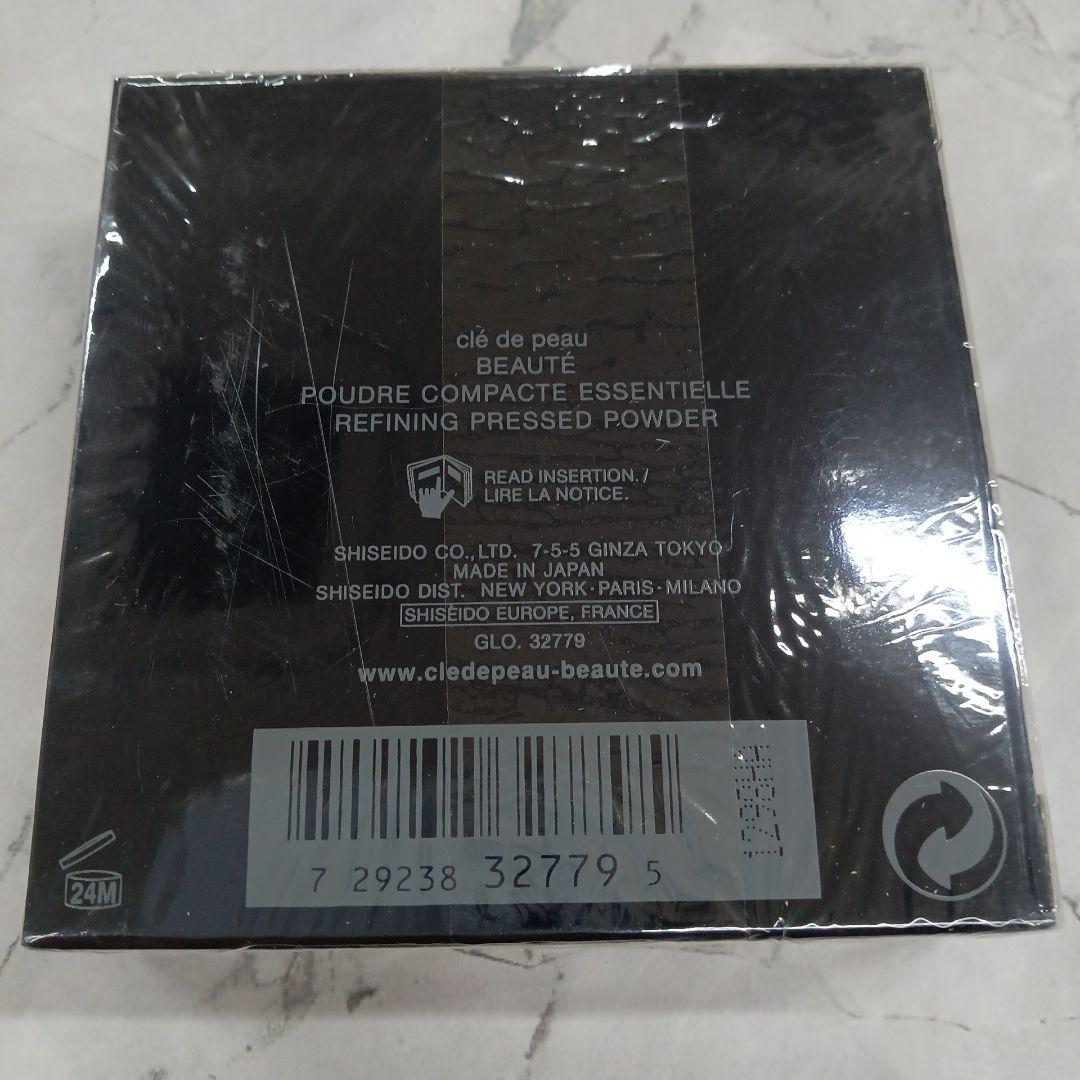 clé de peau
BEAUTÉ
POUDRE COMPACTE ESSENTIELLE
REFINING PRESSED POWDER
READ INSERTION./
LIRE LA NOTICE.
SHISEIDO CO.,LTD. 7-5-5 GINZA TOKYO
MADE IN JAPAN
SHISEIDO DIST. NEW YORK·PARIS·MILANO
SHISEIDO EUROPE, FRANCE
GLO. 32779
www.cledepeau-beaute.com
7 29238 32779 5
24M